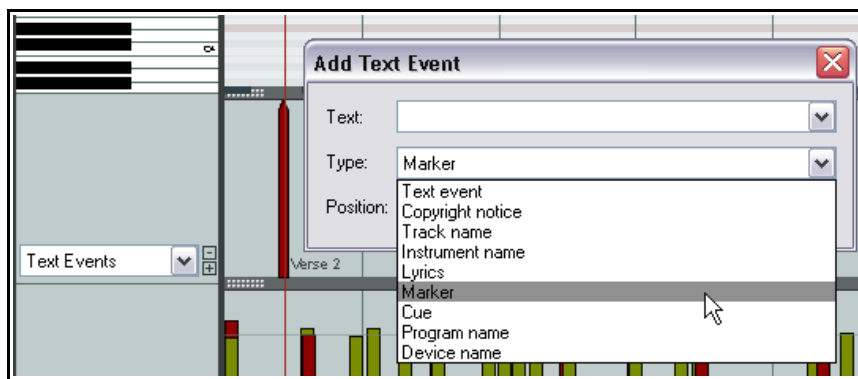 Add Text Event
Text:
Type: Marker
Position:
Text event
Copyright notice
Track name
Instrument name
Lyrics
Marker
Cue
Program name
Device name
Text Events
Verse 2